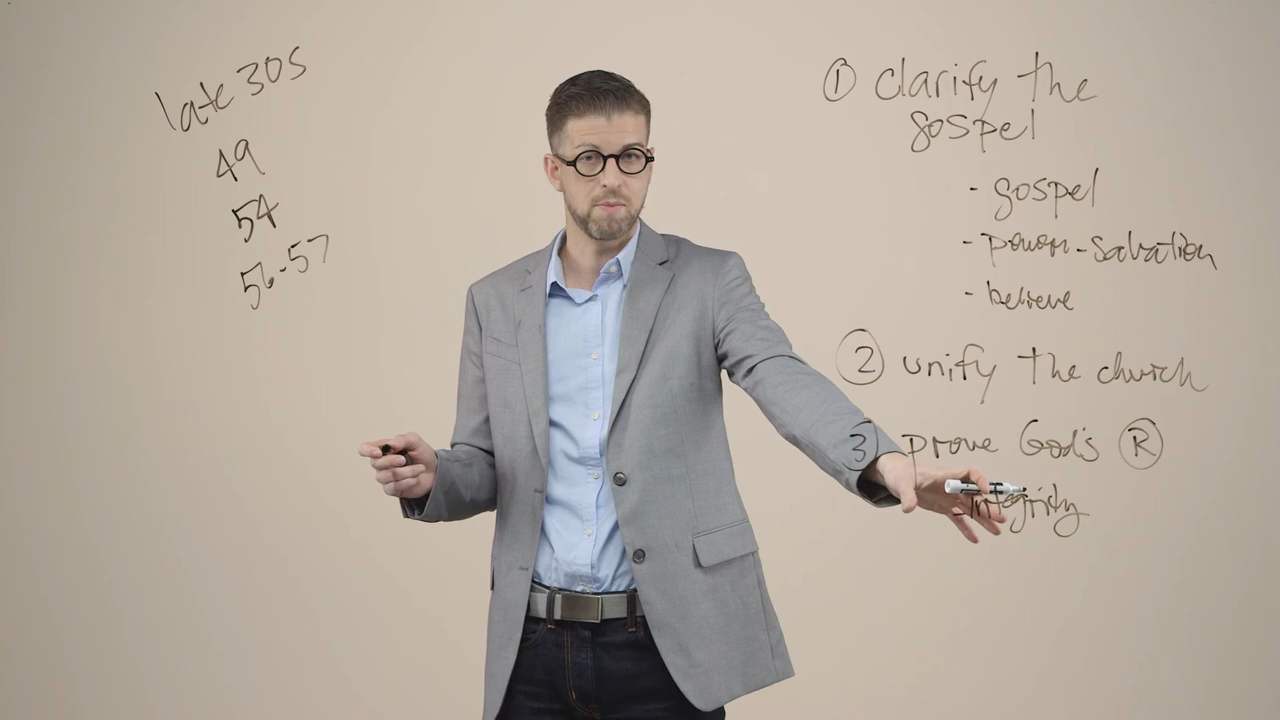 late 30s
49
54
56-57
① clarify the
gospel
- gospel
- power - salvation
- believe
② unify the church
③ prove God's Ⓡ
- integrity